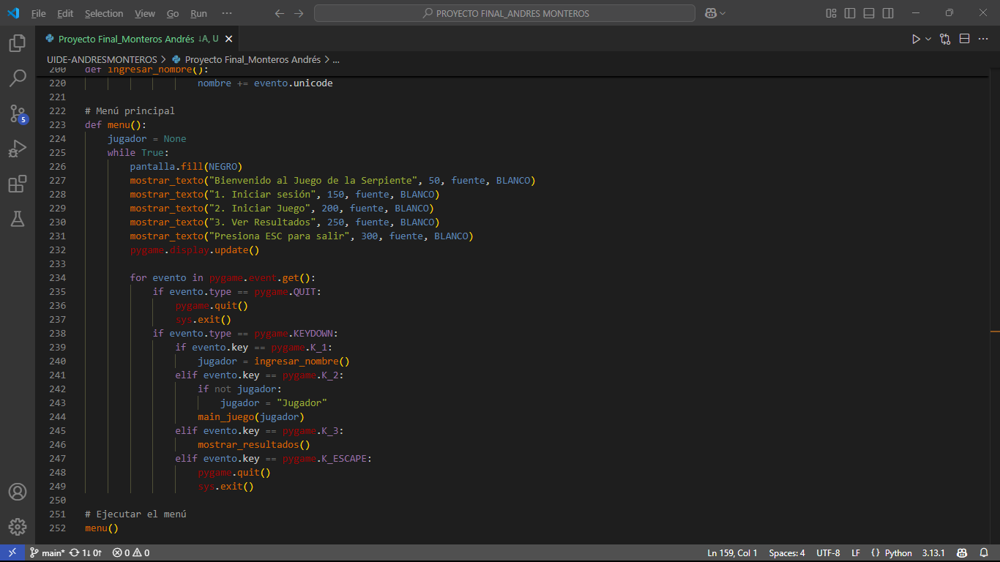 File Edit Selection View Go Run ··· PROYECTO FINAL_ANDRES MONTEROS
Proyecto Final_Monteros Andrés ↓A, U
UIDE-ANDRESMONTEROS > Proyecto Final_Monteros Andrés > ...
200 def ingresar_nombre():
220 nombre += evento.unicode
221
222 # Menú principal
223 def menu():
224 jugador = None
225 while True:
226 pantalla.fill(NEGRO)
227 mostrar_texto("Bienvenido al Juego de la Serpiente", 50, fuente, BLANCO)
228 mostrar_texto("1. Iniciar sesión", 150, fuente, BLANCO)
229 mostrar_texto("2. Iniciar Juego", 200, fuente, BLANCO)
230 mostrar_texto("3. Ver Resultados", 250, fuente, BLANCO)
231 mostrar_texto("Presiona ESC para salir", 300, fuente, BLANCO)
232 pygame.display.update()
233
234 for evento in pygame.event.get():
235 if evento.type == pygame.QUIT:
236 pygame.quit()
237 sys.exit()
238 if evento.type == pygame.KEYDOWN:
239 if evento.key == pygame.K_1:
240 jugador = ingresar_nombre()
241 elif evento.key == pygame.K_2:
242 if not jugador:
243 jugador = "Jugador"
244 main_juego(jugador)
245 elif evento.key == pygame.K_3:
246 mostrar_resultados()
247 elif evento.key == pygame.K_ESCAPE:
248 pygame.quit()
249 sys.exit()
250
251 # Ejecutar el menú
252 menu()
5
main* 1↓ 0↑ 0 0 Ln 159, Col 1 Spaces: 4 UTF-8 LF {} Python 3.13.1